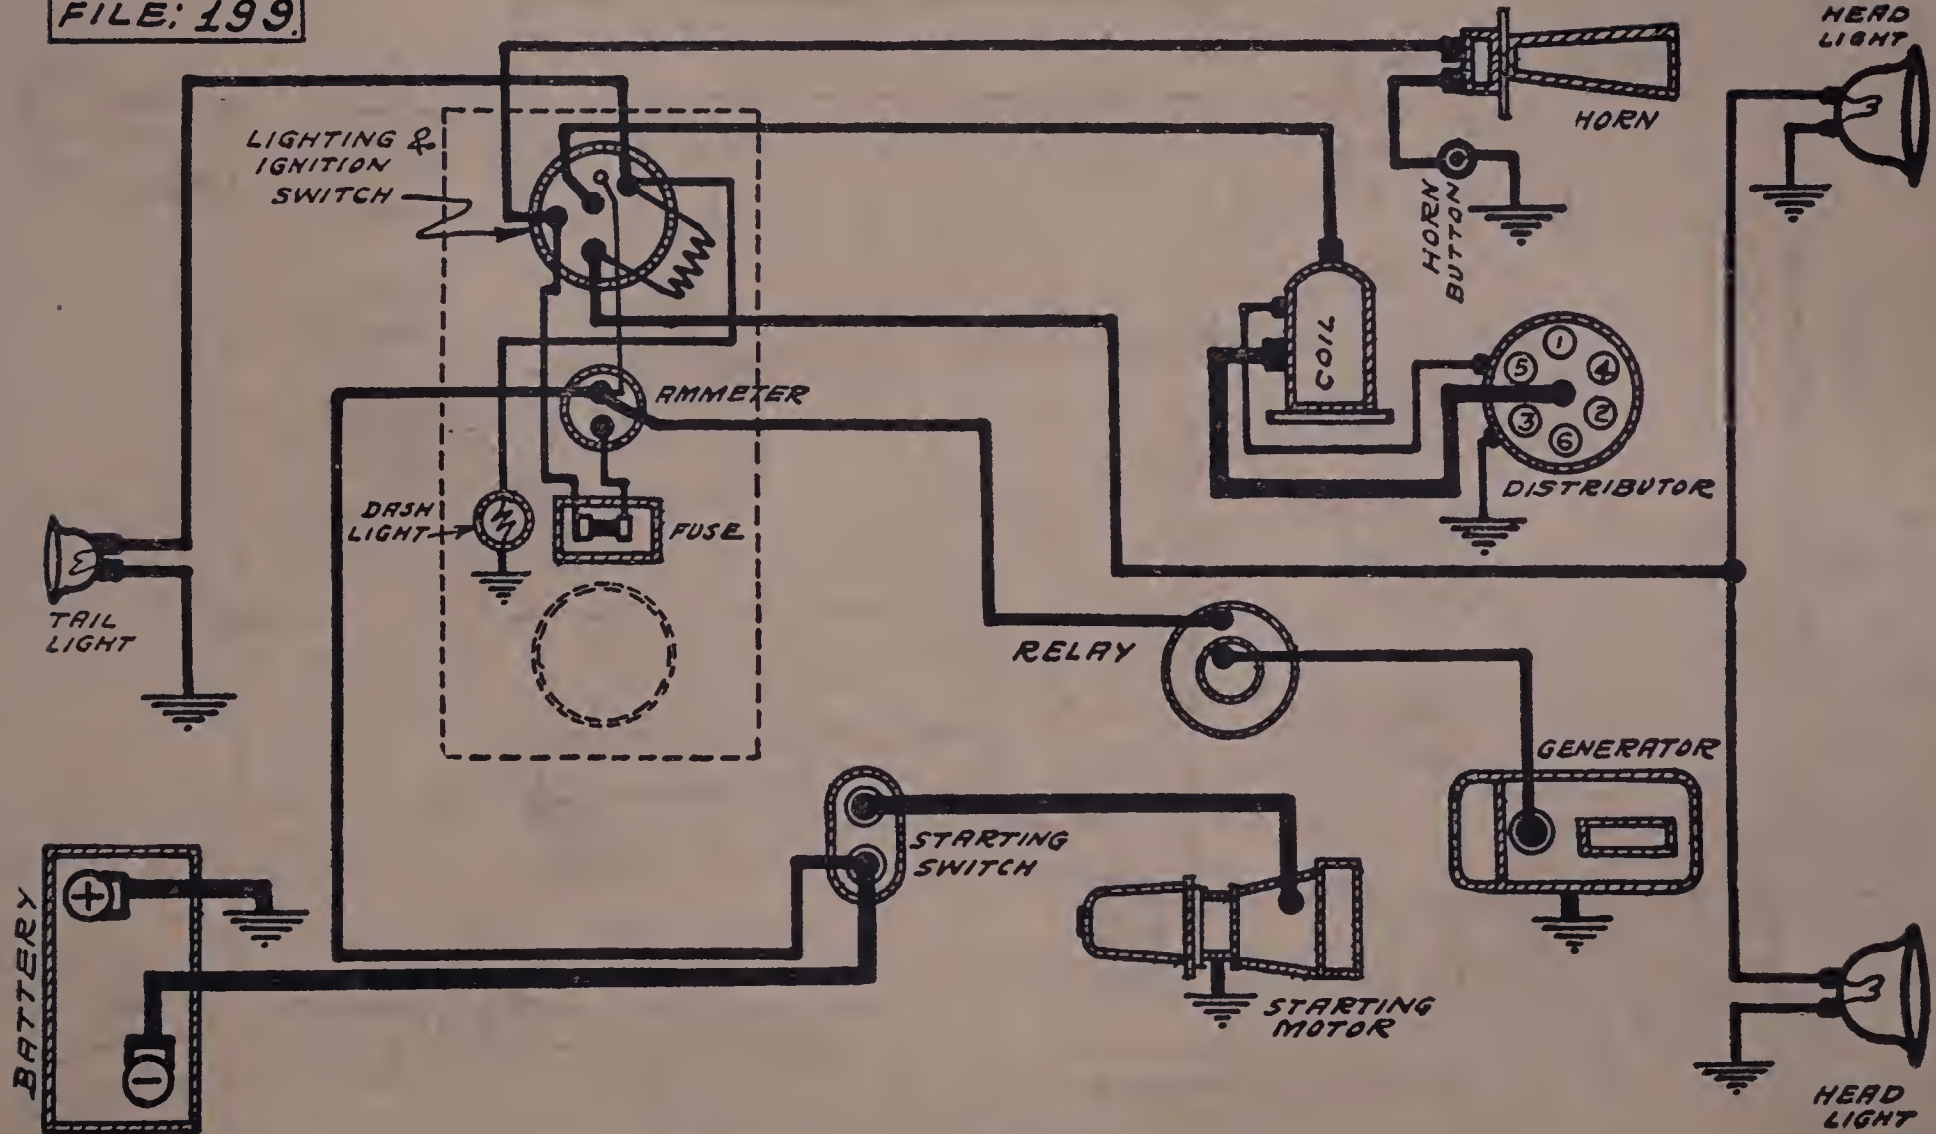 FILE: 199.
HEAD
LIGHT
HORN
LIGHTING &
IGNITION
SWITCH
HORN
BUTTON
COIL
1
5
4
3
2
6
DISTRIBUTOR
AMMETER
DASH
LIGHT
FUSE
TAIL
LIGHT
RELAY
GENERATOR
STARTING
SWITCH
BATTERY
+
-
STARTING
MOTOR
HEAD
LIGHT